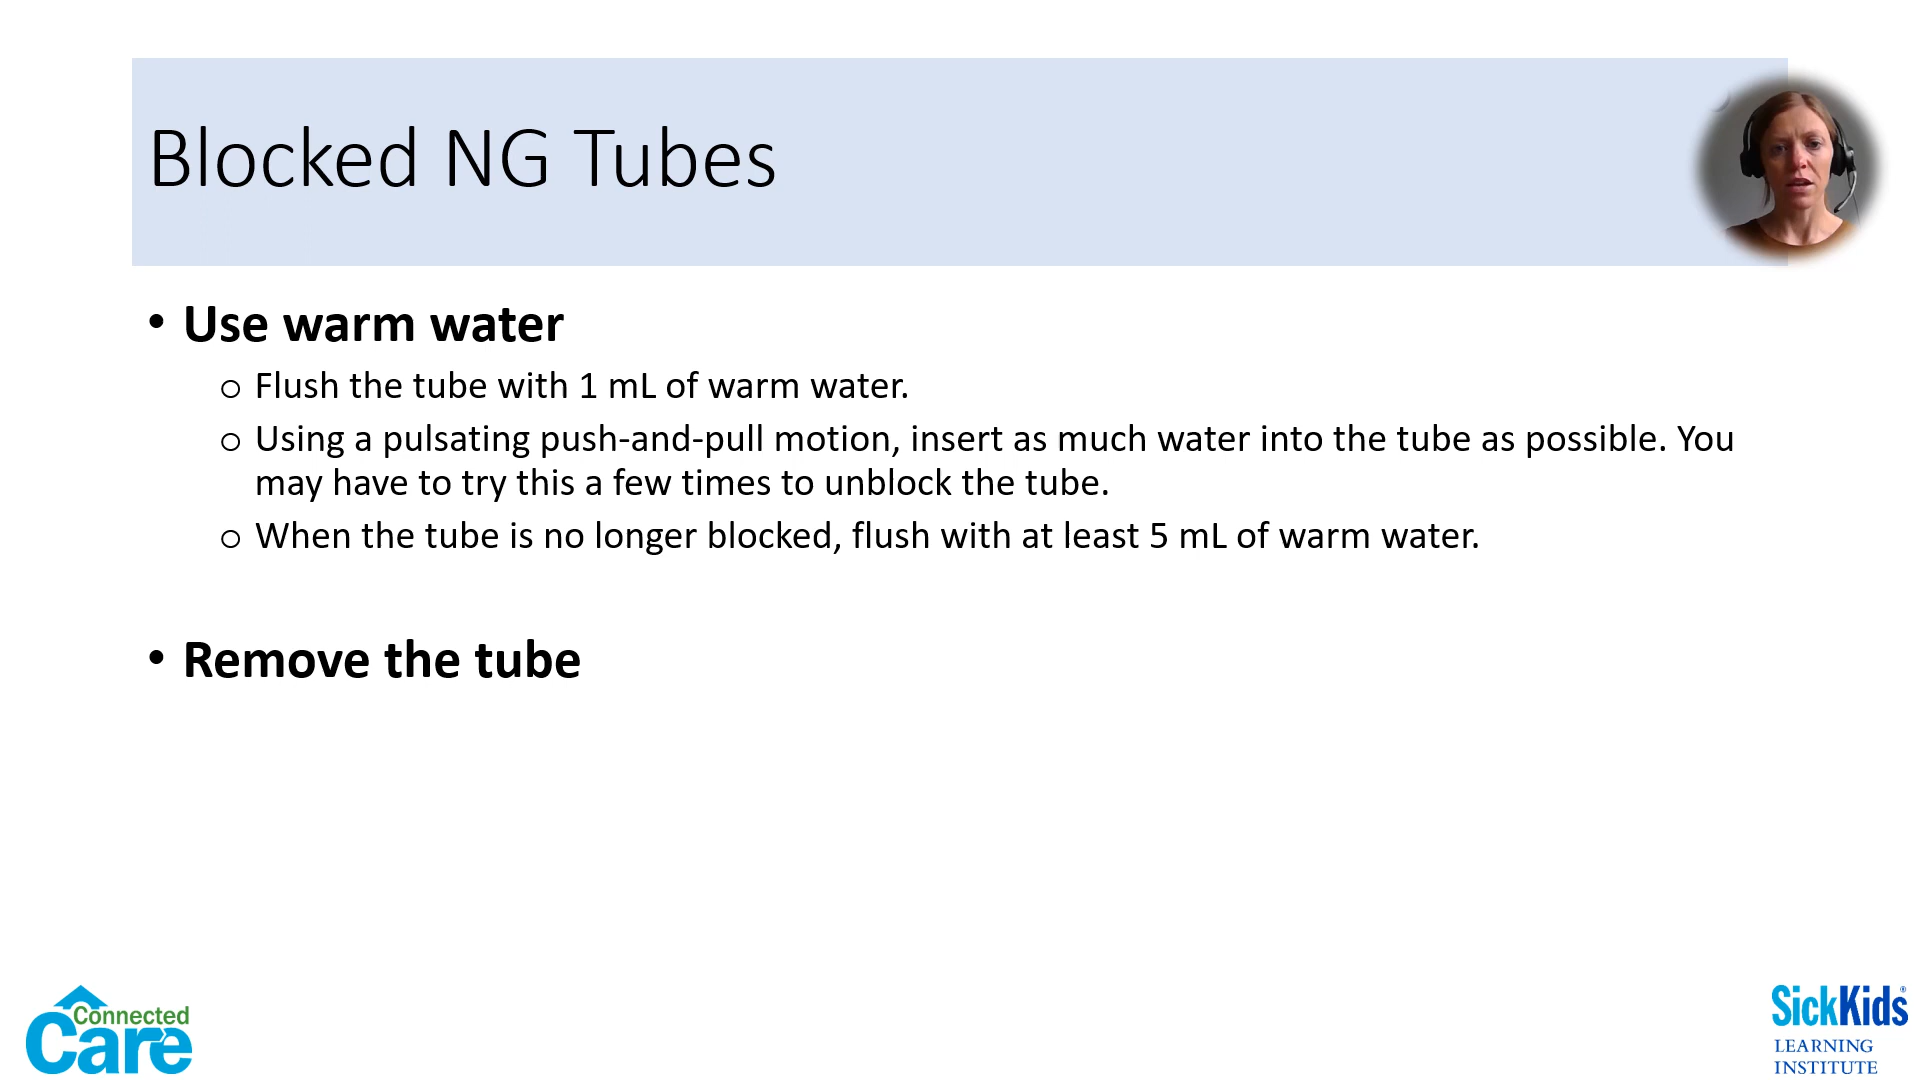 Blocked NG Tubes
• Use warm water
o Flush the tube with 1 mL of warm water.
o Using a pulsating push-and-pull motion, insert as much water into the tube as possible. You
may have to try this a few times to unblock the tube.
o When the tube is no longer blocked, flush with at least 5 mL of warm water.
• Remove the tube
Connected
Care
SickKids®
LEARNING
INSTITUTE